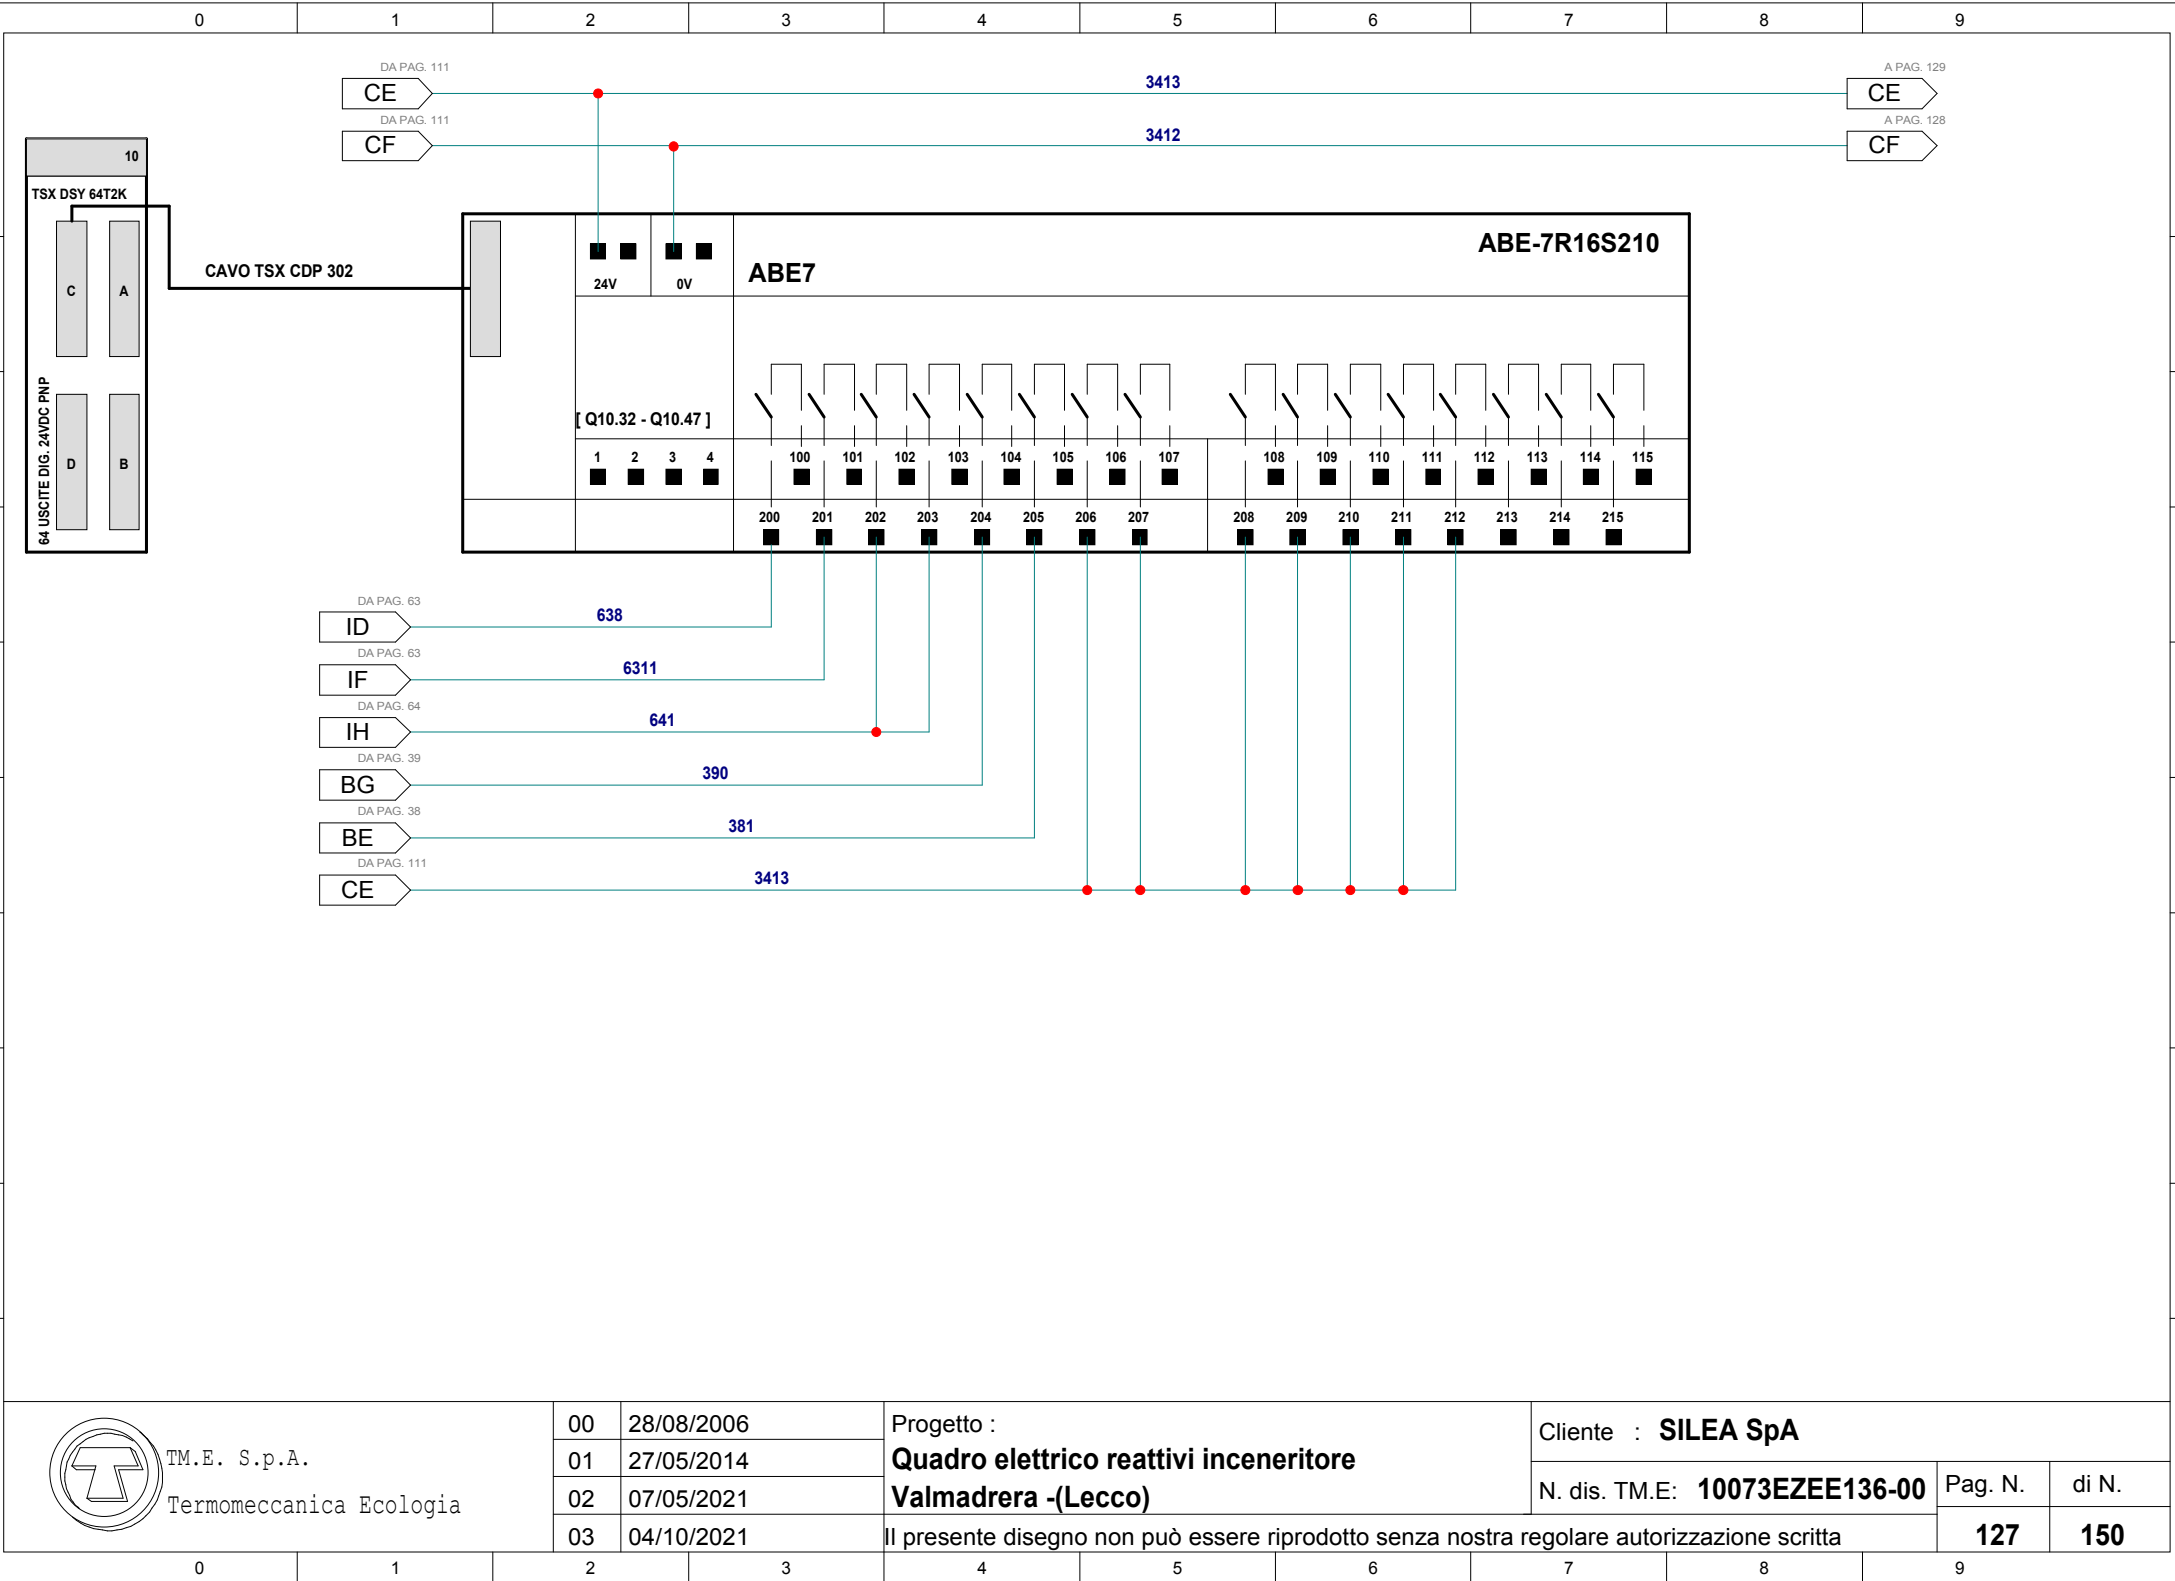 0 1 2 3 4 5 6 7 8 9
DA PAG. 111
CE
3413
A PAG. 129
CE
DA PAG. 111
CF
3412
A PAG. 128
CF
10
TSX DSY 64T2K
C A
D B
64 USCITE DIG. 24VDC PNP
CAVO TSX CDP 302
24V 0V
ABE7
ABE-7R16S210
[ Q10.32 - Q10.47 ]
1 2 3 4 100 101 102 103 104 105 106 107 108 109 110 111 112 113 114 115
200 201 202 203 204 205 206 207 208 209 210 211 212 213 214 215
DA PAG. 63
ID
638
DA PAG. 63
IF
6311
DA PAG. 64
IH
641
DA PAG. 39
BG
390
DA PAG. 38
BE
381
DA PAG. 111
CE
3413
TM.E. S.p.A.
Termomeccanica Ecologia
00 28/08/2006
01 27/05/2014
02 07/05/2021
03 04/10/2021
Progetto :
Quadro elettrico reattivi inceneritore
Valmadrera -(Lecco)
Il presente disegno non può essere riprodotto senza nostra regolare autorizzazione scritta
Cliente : SILEA SpA
N. dis. TM.E: 10073EZEE136-00
Pag. N. di N.
127 150
0 1 2 3 4 5 6 7 8 9